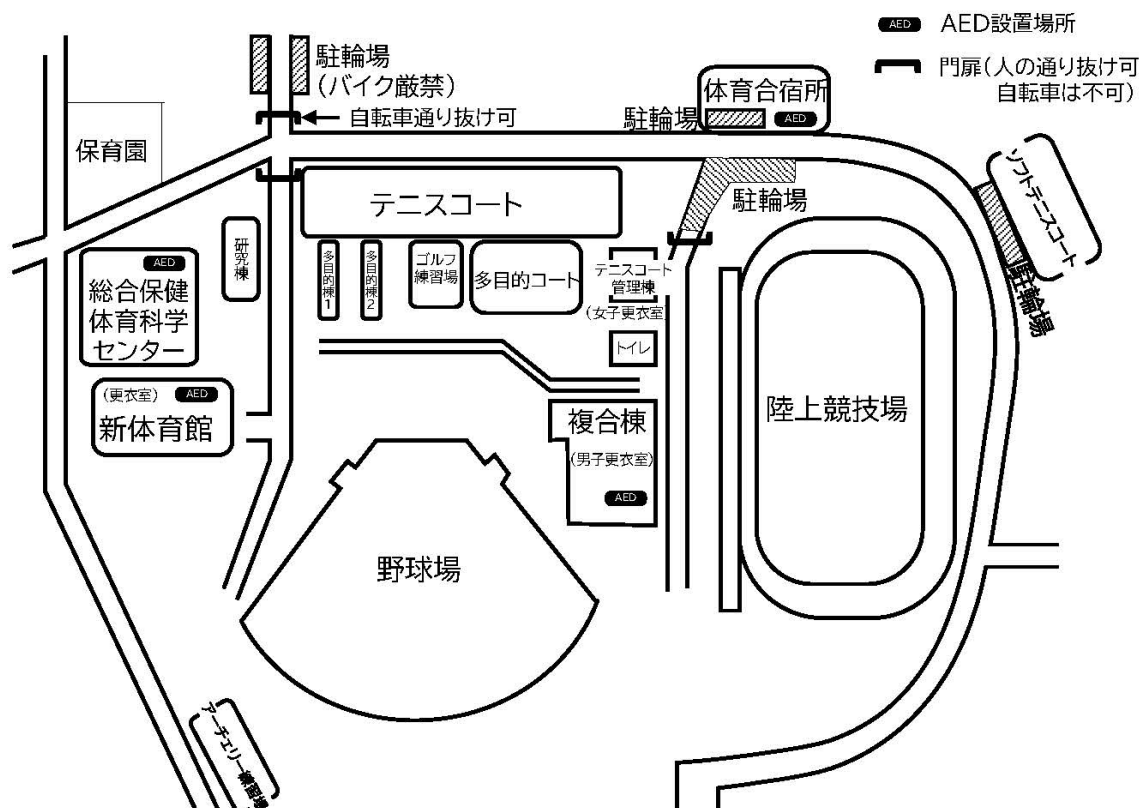 AED AED設置場所
門扉(人の通り抜け可
自転車は不可)
駐輪場
(バイク厳禁)
自転車通り抜け可
保育園
体育合宿所
駐輪場
AED
駐輪場
ソフトテニスコート
駐輪場
テニスコート
研究棟
多目的棟1
多目的棟2
ゴルフ
練習場
多目的コート
テニスコート
管理棟
(女子更衣室)
トイレ
AED
総合保健
体育科学
センター
(更衣室) AED
新体育館
複合棟
(男子更衣室)
AED
陸上競技場
野球場
アーチェリー練習場